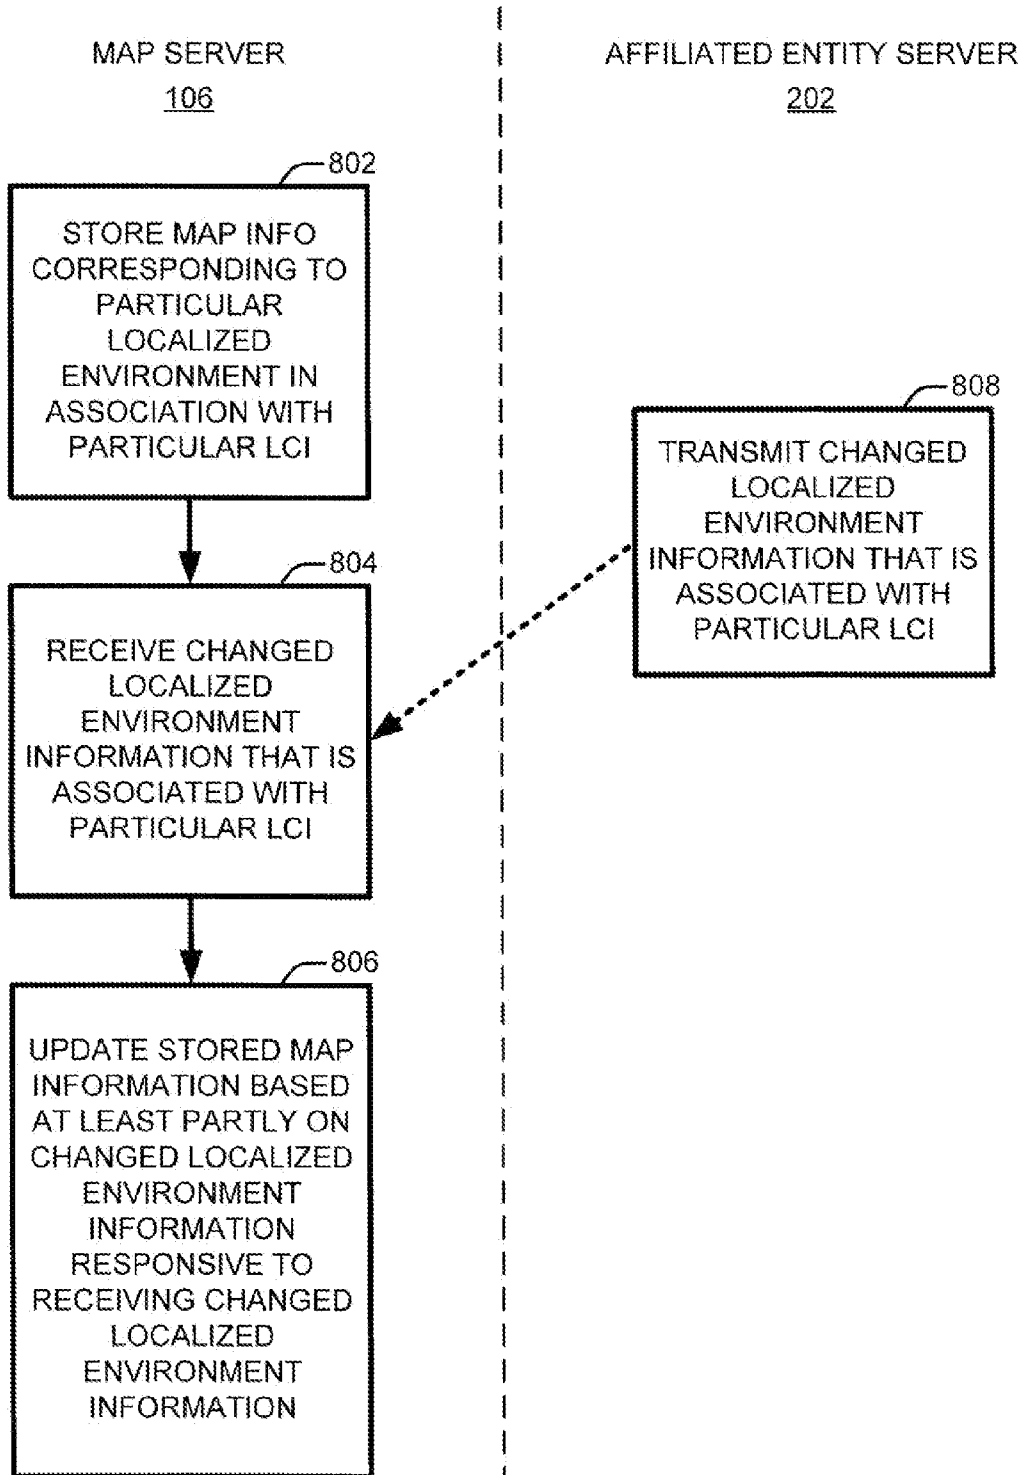 MAP SERVER
106
AFFILIATED ENTITY SERVER
202
802
STORE MAP INFO
CORRESPONDING TO
PARTICULAR
LOCALIZED
ENVIRONMENT IN
ASSOCIATION WITH
PARTICULAR LCI
808
TRANSMIT CHANGED
LOCALIZED
ENVIRONMENT
INFORMATION THAT IS
ASSOCIATED WITH
PARTICULAR LCI
804
RECEIVE CHANGED
LOCALIZED
ENVIRONMENT
INFORMATION THAT IS
ASSOCIATED WITH
PARTICULAR LCI
806
UPDATE STORED MAP
INFORMATION BASED
AT LEAST PARTLY ON
CHANGED LOCALIZED
ENVIRONMENT
INFORMATION
RESPONSIVE TO
RECEIVING CHANGED
LOCALIZED
ENVIRONMENT
INFORMATION